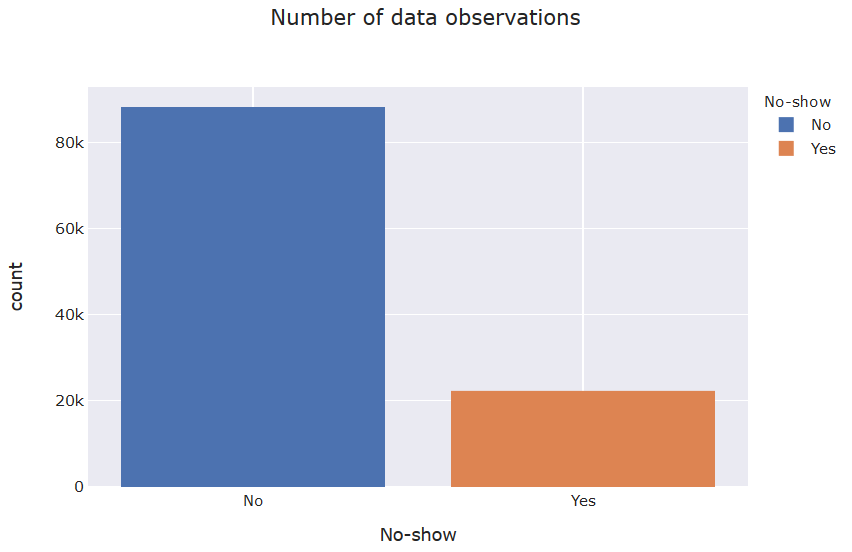 Number of data observations
No-show
No
Yes
80k
60k
40k
20k
0
count
No
Yes
No-show